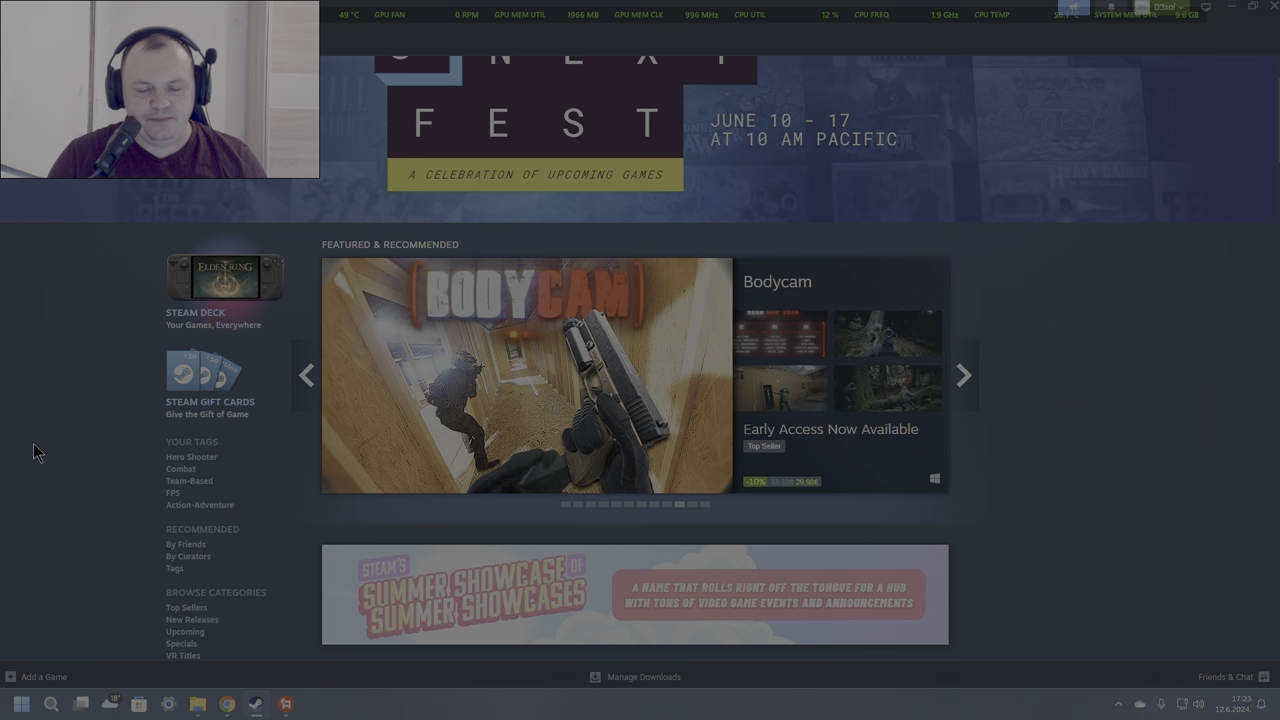 49 °C GPU FAN 0 RPM GPU MEM UTIL 1966 MB GPU MEM CLK 996 MHz CPU UTIL 12 % CPU FREQ 1.9 GHz CPU TEMP SYSTEM MEM UTIL 9.6 GB
D3xol
N E X T
F E S T
A CELEBRATION OF UPCOMING GAMES
JUNE 10 - 17
AT 10 AM PACIFIC
ELDEN RING
STEAM DECK
Your Games, Everywhere
STEAM GIFT CARDS
Give the Gift of Game
YOUR TAGS
Hero Shooter
Combat
Team-Based
FPS
Action-Adventure
RECOMMENDED
By Friends
By Curators
Tags
BROWSE CATEGORIES
Top Sellers
New Releases
Upcoming
Specials
VR Titles
FEATURED & RECOMMENDED
BODYCAM
Bodycam
Early Access Now Available
Top Seller
-10% 29,98€
STEAM'S
SUMMER SHOWCASE OF
SUMMER SHOWCASES
A NAME THAT ROLLS RIGHT OFF THE TONGUE FOR A HUB
WITH TONS OF VIDEO GAME EVENTS AND ANNOUNCEMENTS
Add a Game
Manage Downloads
Friends & Chat
18°
17:23
12.6.2024.